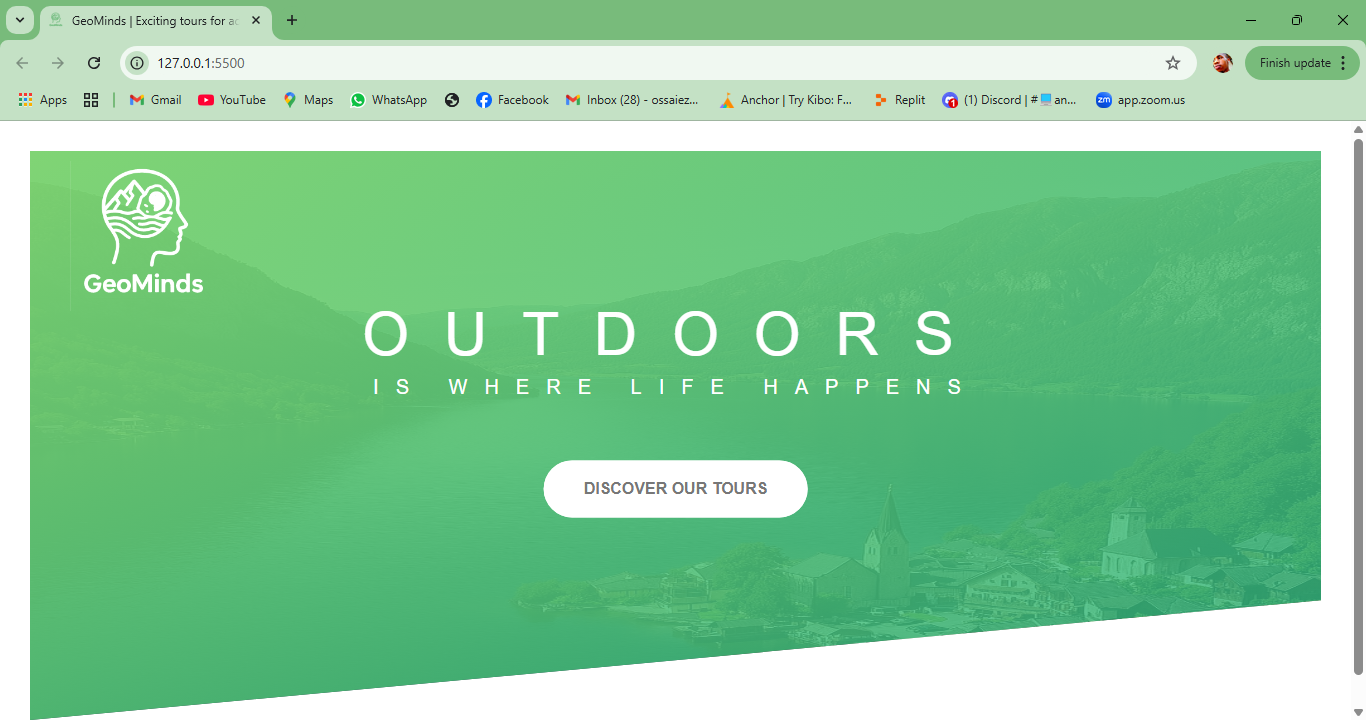 GeoMinds | Exciting tours for ac
127.0.0.1:5500
Finish update
Apps
Gmail
YouTube
Maps
WhatsApp
Facebook
Inbox (28) - ossaiez...
Anchor | Try Kibo: F...
Replit
(1) Discord | #💻an...
zm
app.zoom.us
GeoMinds
OUTDOORS
IS WHERE LIFE HAPPENS
DISCOVER OUR TOURS